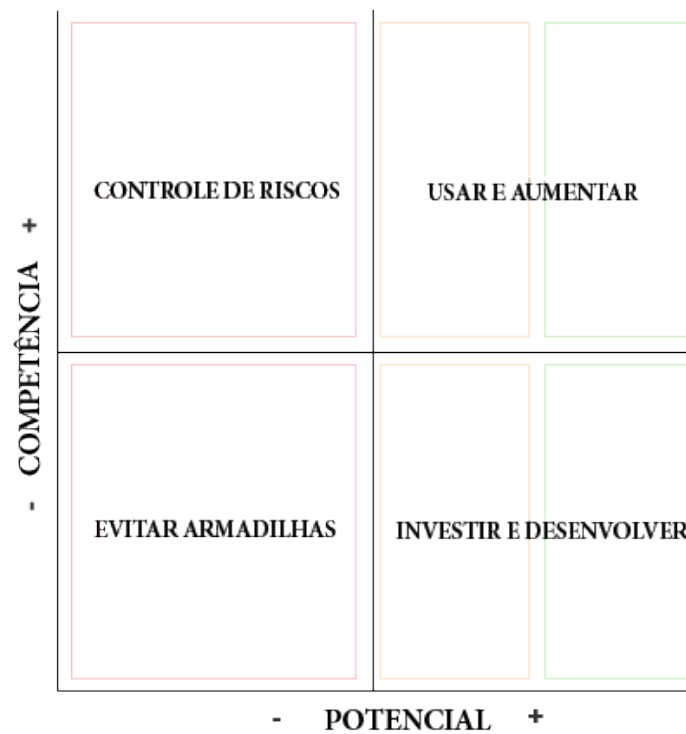 CONTROLE DE RISCOS
USAR E AUMENTAR
+
COMPETÊNCIA
-
EVITAR ARMADILHAS
INVESTIR E DESENVOLVER
- POTENCIAL +